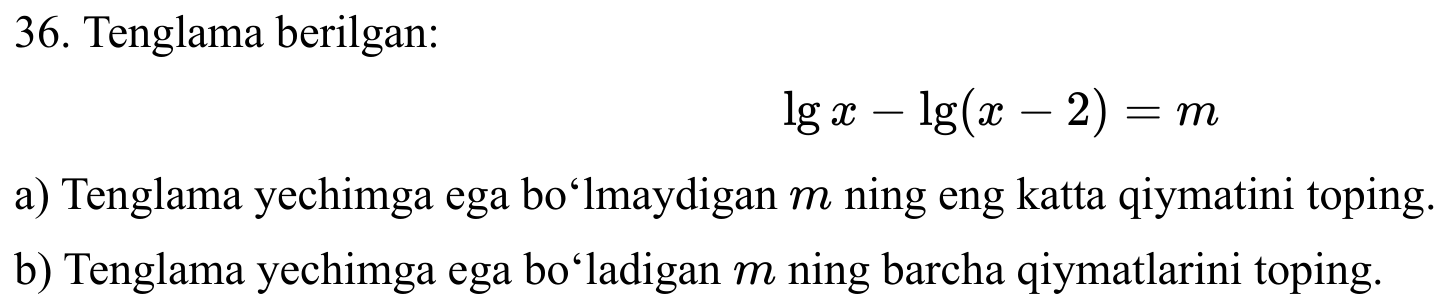 36. Tenglama berilgan:
lg x − lg(x − 2) = m
a) Tenglama yechimga ega bo‘lmaydigan m ning eng katta qiymatini toping.
b) Tenglama yechimga ega bo‘ladigan m ning barcha qiymatlarini toping.